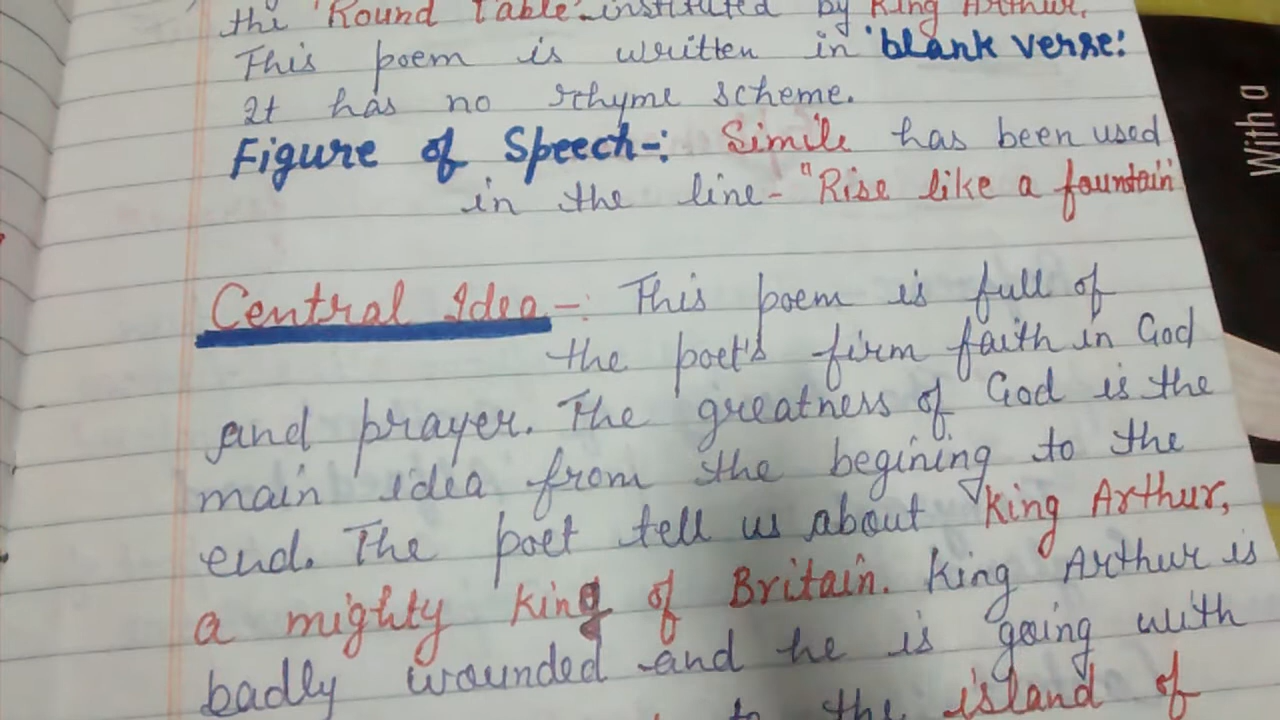 the 'Round Table' instituted by King Arthur.
This poem is written in 'blank verse:
It has no rhyme scheme.
Figure of Speech-: Simile has been used
in the line- "Rise like a fountain"
Central Idea -: This poem is full of
the poet's firm faith in God
and prayer. The greatness of God is the
main idea from the begining to the
end. The poet tell us about King Arthur,
a mighty King of Britain. King Arthur is
badly wounded and he is going with
to the island of
With a